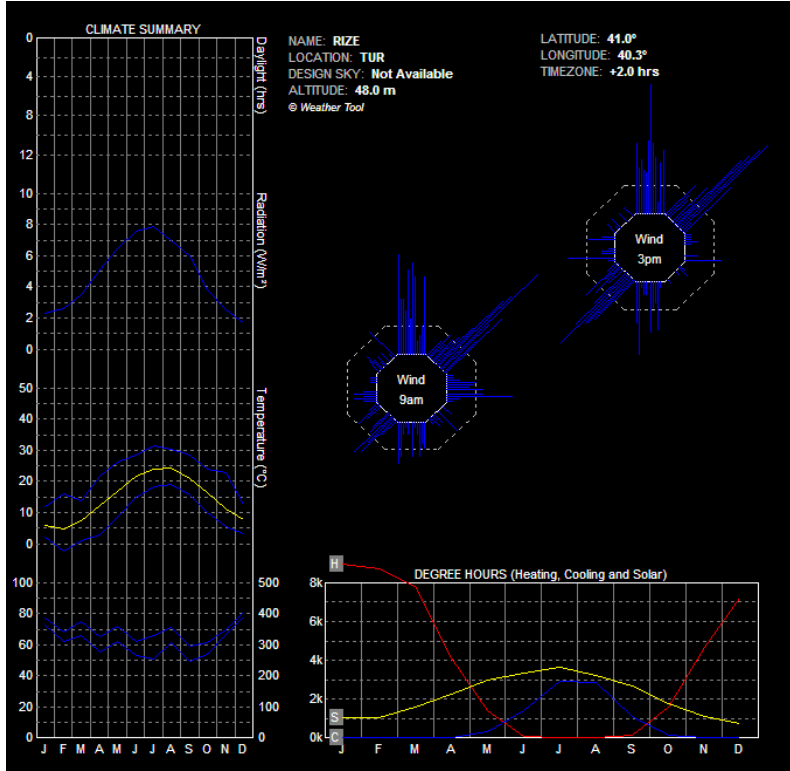 CLIMATE SUMMARY
0
4
8
12
Daylight (hrs)
10
8
6
4
2
0
Radiation (W/m²)
50
40
30
20
10
0
Temperature (°C)
100
80
60
40
20
0
500
400
300
200
100
0
J F M A M J J A S O N D
NAME: RIZE
LOCATION: TUR
DESIGN SKY: Not Available
ALTITUDE: 48.0 m
© Weather Tool
LATITUDE: 41.0°
LONGITUDE: 40.3°
TIMEZONE: +2.0 hrs
Wind
3pm
Wind
9am
DEGREE HOURS (Heating, Cooling and Solar)
H
S
C
8k
6k
4k
2k
0k
J F M A M J J A S O N D